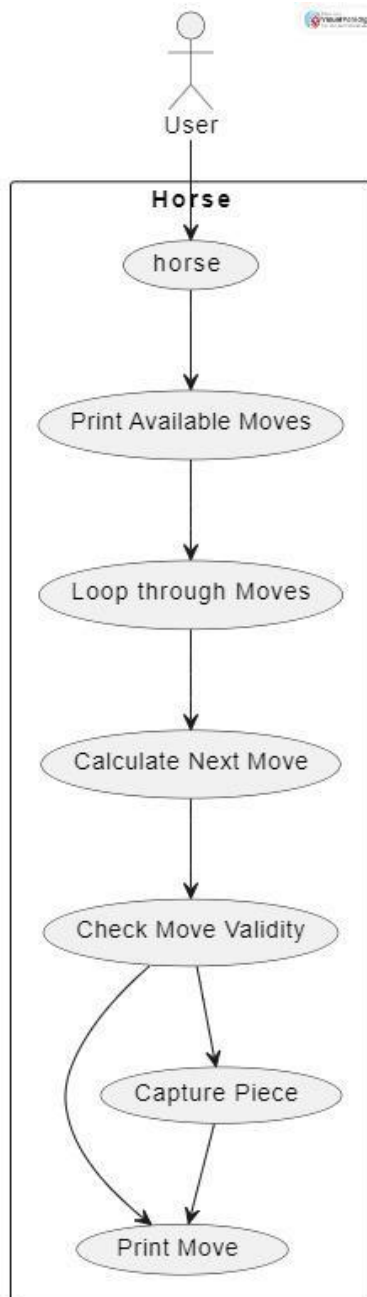 User
Horse
horse
Print Available Moves
Loop through Moves
Calculate Next Move
Check Move Validity
Capture Piece
Print Move